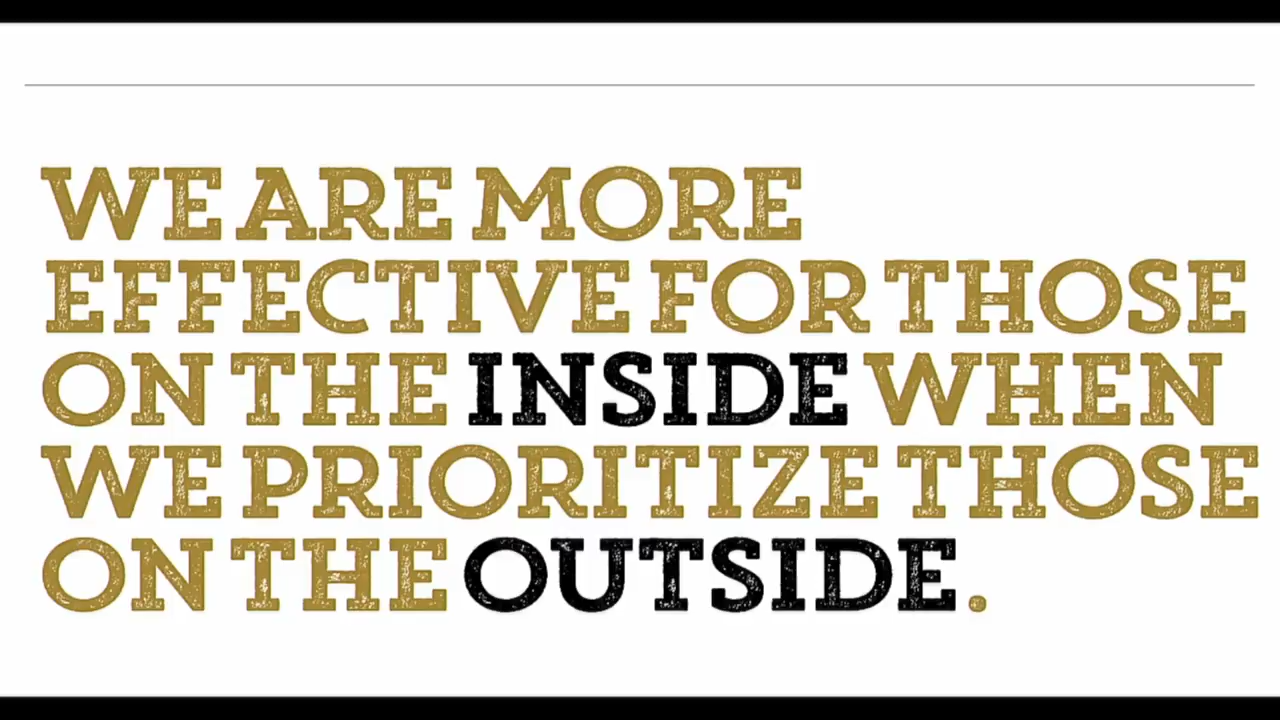 WE ARE MORE
EFFECTIVE FOR THOSE
ON THE INSIDE WHEN
WE PRIORITIZE THOSE
ON THE OUTSIDE.